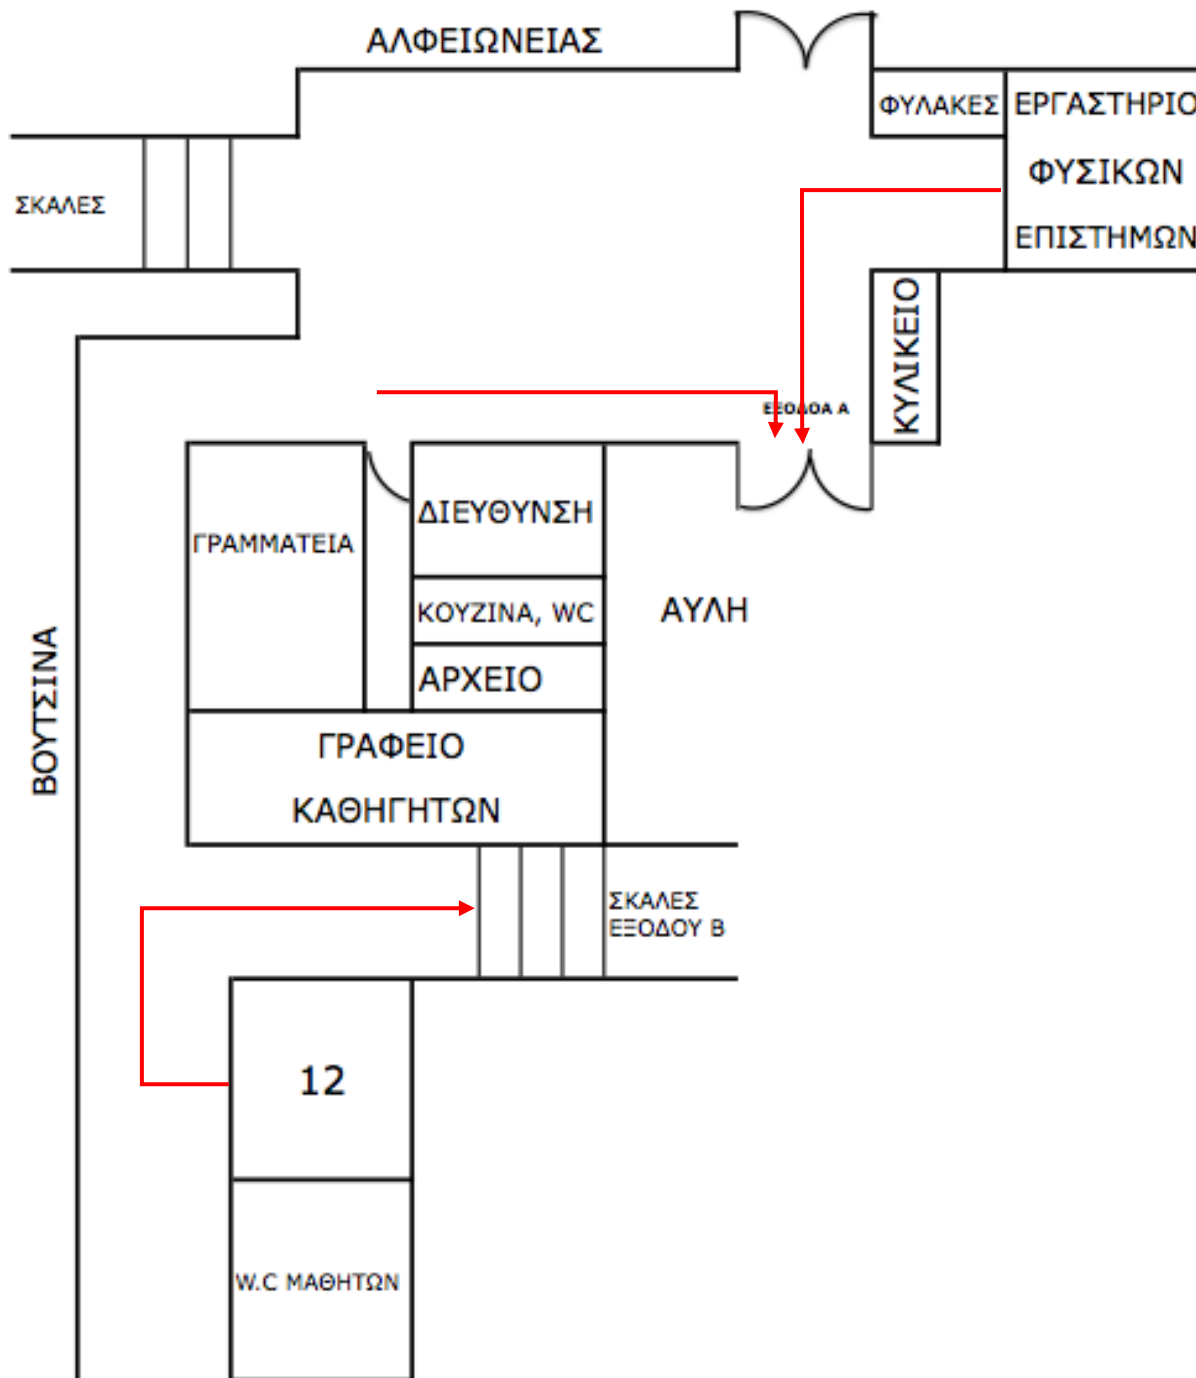 ΑΛΦΕΙΩΝΕΙΑΣ
ΦΥΛΑΚΕΣ
ΕΡΓΑΣΤΗΡΙΟ
ΦΥΣΙΚΩΝ
ΕΠΙΣΤΗΜΩΝ
ΣΚΑΛΕΣ
ΚΥΛΙΚΕΙΟ
ΕΞΟΔΟΑ Α
ΓΡΑΜΜΑΤΕΙΑ
ΔΙΕΥΘΥΝΣΗ
ΚΟΥΖΙΝΑ, WC
ΑΡΧΕΙΟ
ΑΥΛΗ
ΒΟΥΤΣΙΝΑ
ΓΡΑΦΕΙΟ
ΚΑΘΗΓΗΤΩΝ
ΣΚΑΛΕΣ
ΕΞΟΔΟΥ Β
12
W.C ΜΑΘΗΤΩΝ